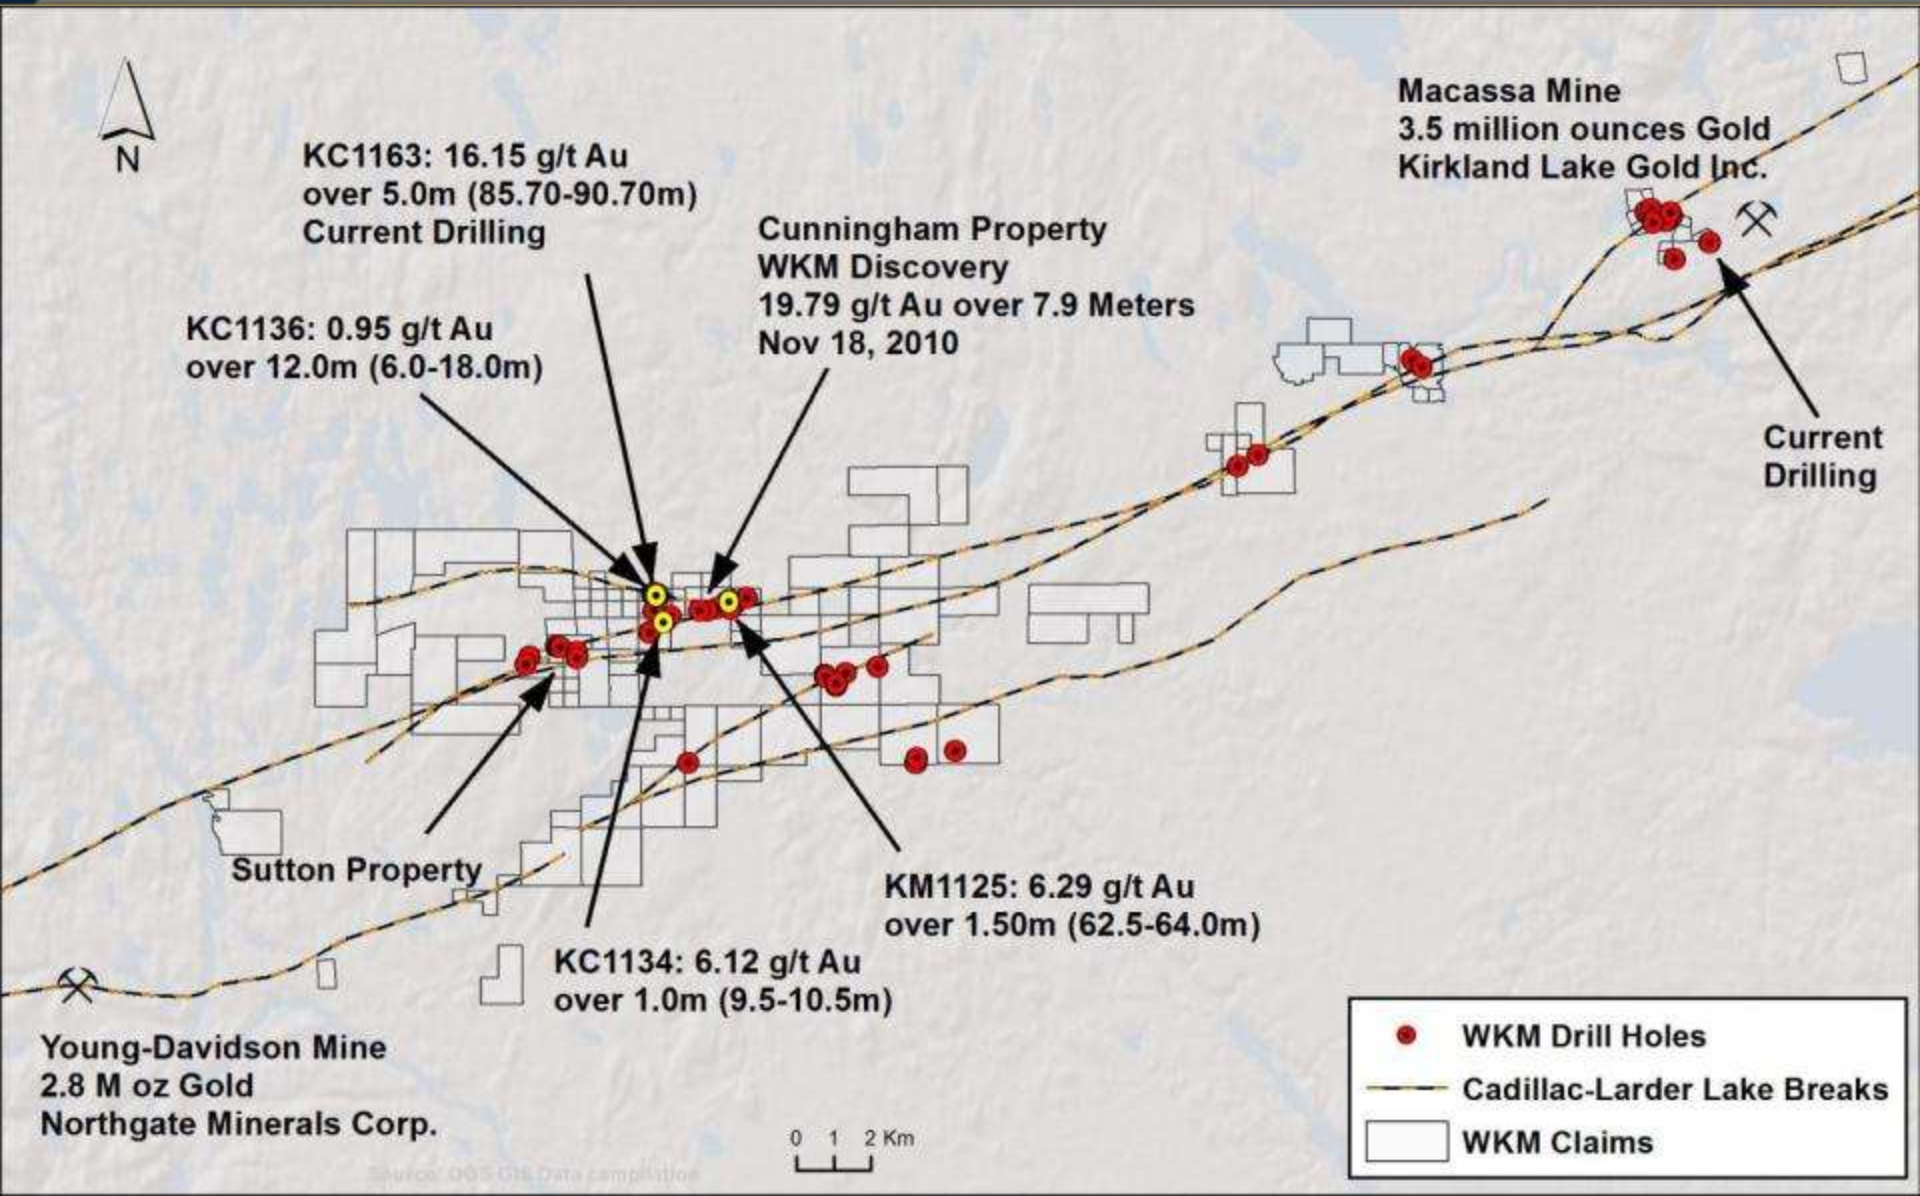 N
KC1163: 16.15 g/t Au
over 5.0m (85.70-90.70m)
Current Drilling
Macassa Mine
3.5 million ounces Gold
Kirkland Lake Gold Inc.
Cunningham Property
WKM Discovery
19.79 g/t Au over 7.9 Meters
Nov 18, 2010
KC1136: 0.95 g/t Au
over 12.0m (6.0-18.0m)
Current
Drilling
Sutton Property
KM1125: 6.29 g/t Au
over 1.50m (62.5-64.0m)
KC1134: 6.12 g/t Au
over 1.0m (9.5-10.5m)
Young-Davidson Mine
2.8 M oz Gold
Northgate Minerals Corp.
0 1 2 Km
Source: OGS GIS Data compilation
WKM Drill Holes
Cadillac-Larder Lake Breaks
WKM Claims